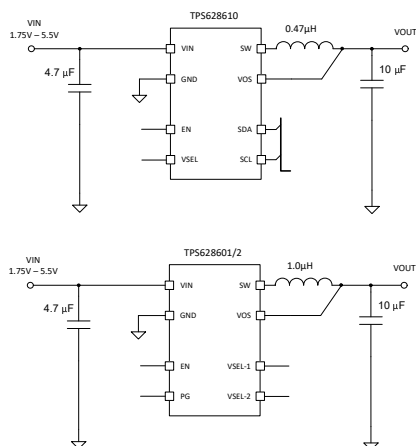 TPS628610
VIN
1.75V – 5.5V
0.47µH
VOUT
VIN
SW
4.7 µF
GND
VOS
10 µF
EN
SDA
VSEL
SCL
TPS628601/2
VIN
1.75V – 5.5V
1.0µH
VOUT
VIN
SW
4.7 µF
GND
VOS
10 µF
EN
VSEL-1
PG
VSEL-2